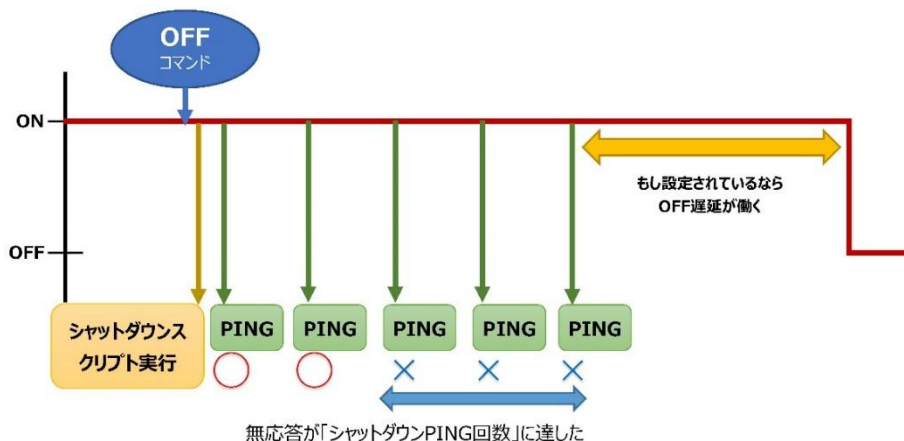 OFF
コマンド
ON
もし設定されているなら
OFF遅延が働く
OFF
シャットダウンス
クリプト実行
PING
PING
PING
PING
PING
無応答が「シャットダウンPING回数」に達した